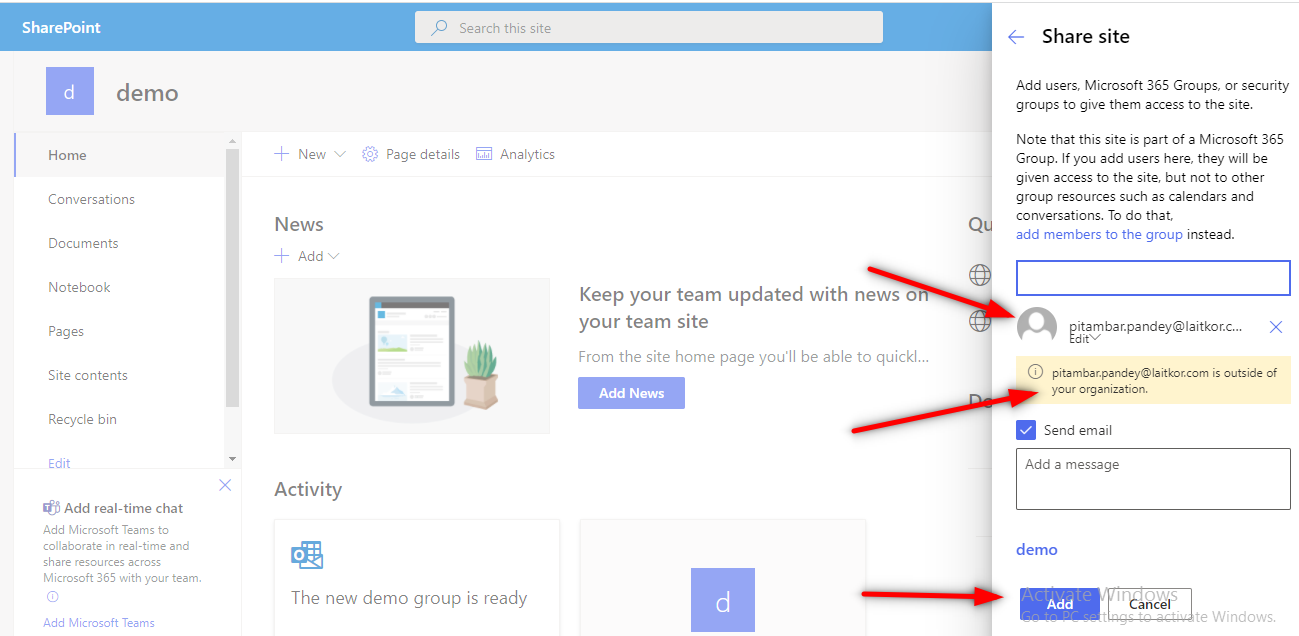 SharePoint
Search this site
d
demo
Home
Conversations
Documents
Notebook
Pages
Site contents
Recycle bin
Edit
Add real-time chat
Add Microsoft Teams to
collaborate in real-time and
share resources across
Microsoft 365 with your team.
Add Microsoft Teams
New
Page details
Analytics
News
Add
Keep your team updated with news on
your team site
From the site home page you'll be able to quickl...
Add News
Activity
The new demo group is ready
d
Qu
Do
Share site
Add users, Microsoft 365 Groups, or security
groups to give them access to the site.
Note that this site is part of a Microsoft 365
Group. If you add users here, they will be
given access to the site, but not to other
group resources such as calendars and
conversations. To do that,
add members to the group instead.
pitambar.pandey@laitkor.c...
Edit
pitambar.pandey@laitkor.com is outside of
your organization.
Send email
Add a message
demo
Add
Cancel
Activate Windows
Go to PC settings to activate Windows.